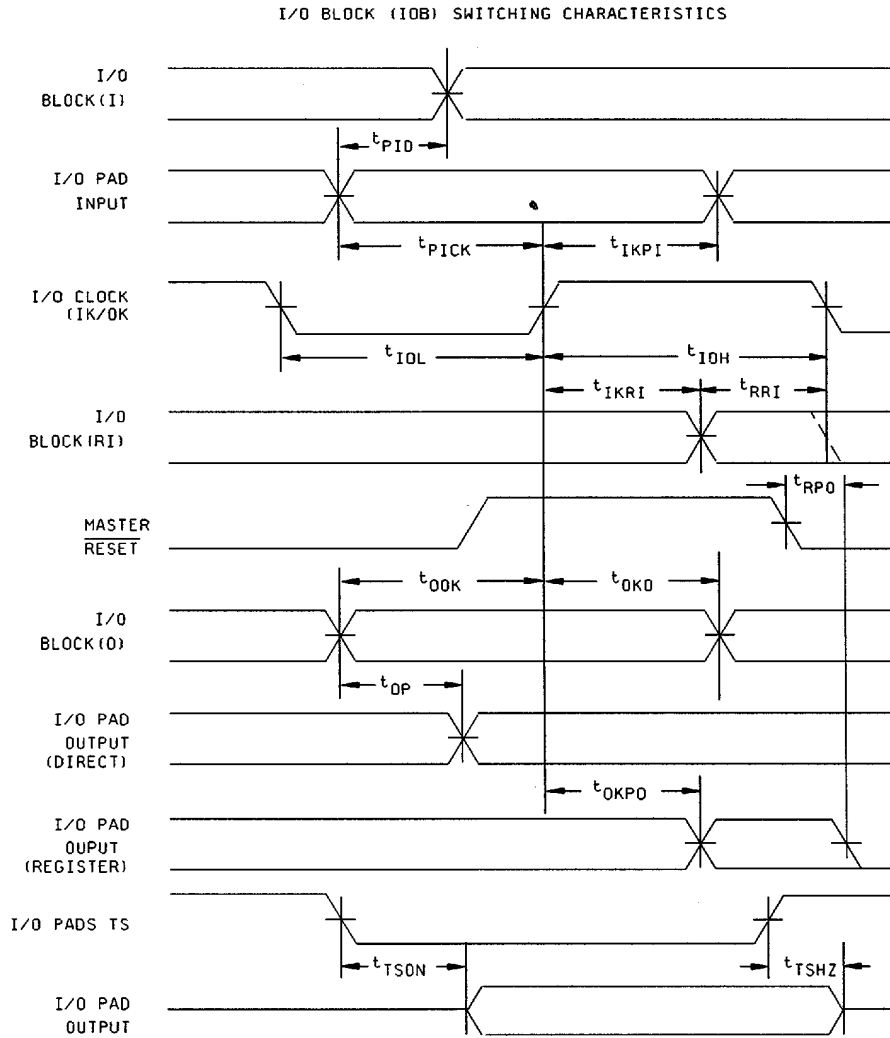 I/O BLOCK (IOB) SWITCHING CHARACTERISTICS
I/O
BLOCK(I)
tPID
I/O PAD
INPUT
tPICK
tIKPI
I/O CLOCK
(IK/OK
tIOL
tIOH
tIKRI
tRRI
I/O
BLOCK(RI)
tRPO
MASTER
RESET
tOOK
tOKO
I/O
BLOCK(O)
tOP
I/O PAD
OUTPUT
(DIRECT)
tOKPO
I/O PAD
OUPUT
(REGISTER)
I/O PADS TS
tTSON
tTSHZ
I/O PAD
OUTPUT